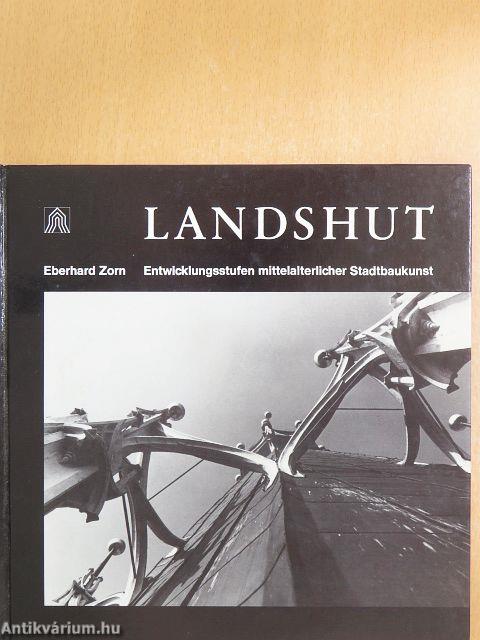 LANDSHUT
Eberhard Zorn Entwicklungsstufen mittelalterlicher Stadtbaukunst
Antikvárium.hu